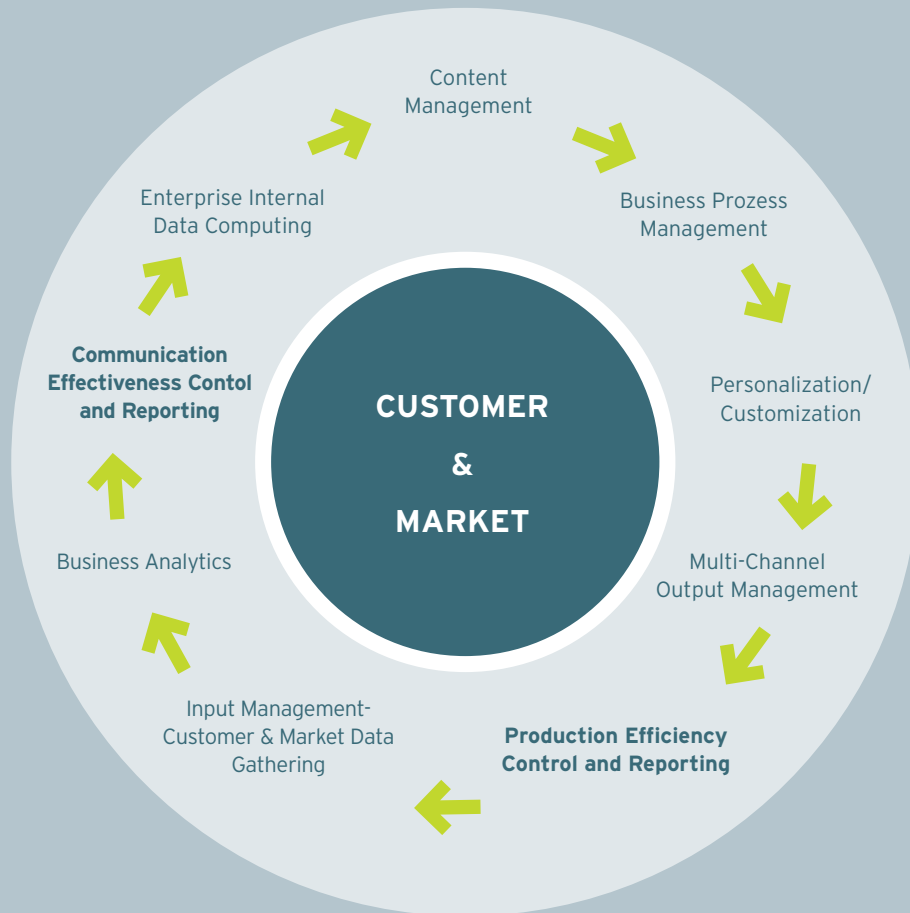 Content
Management
Business Prozess
Management
Personalization/
Customization
Multi-Channel
Output Management
Production Efficiency
Control and Reporting
Input Management-
Customer & Market Data
Gathering
Business Analytics
Communication
Effectiveness Contol
and Reporting
Enterprise Internal
Data Computing
CUSTOMER
&
MARKET